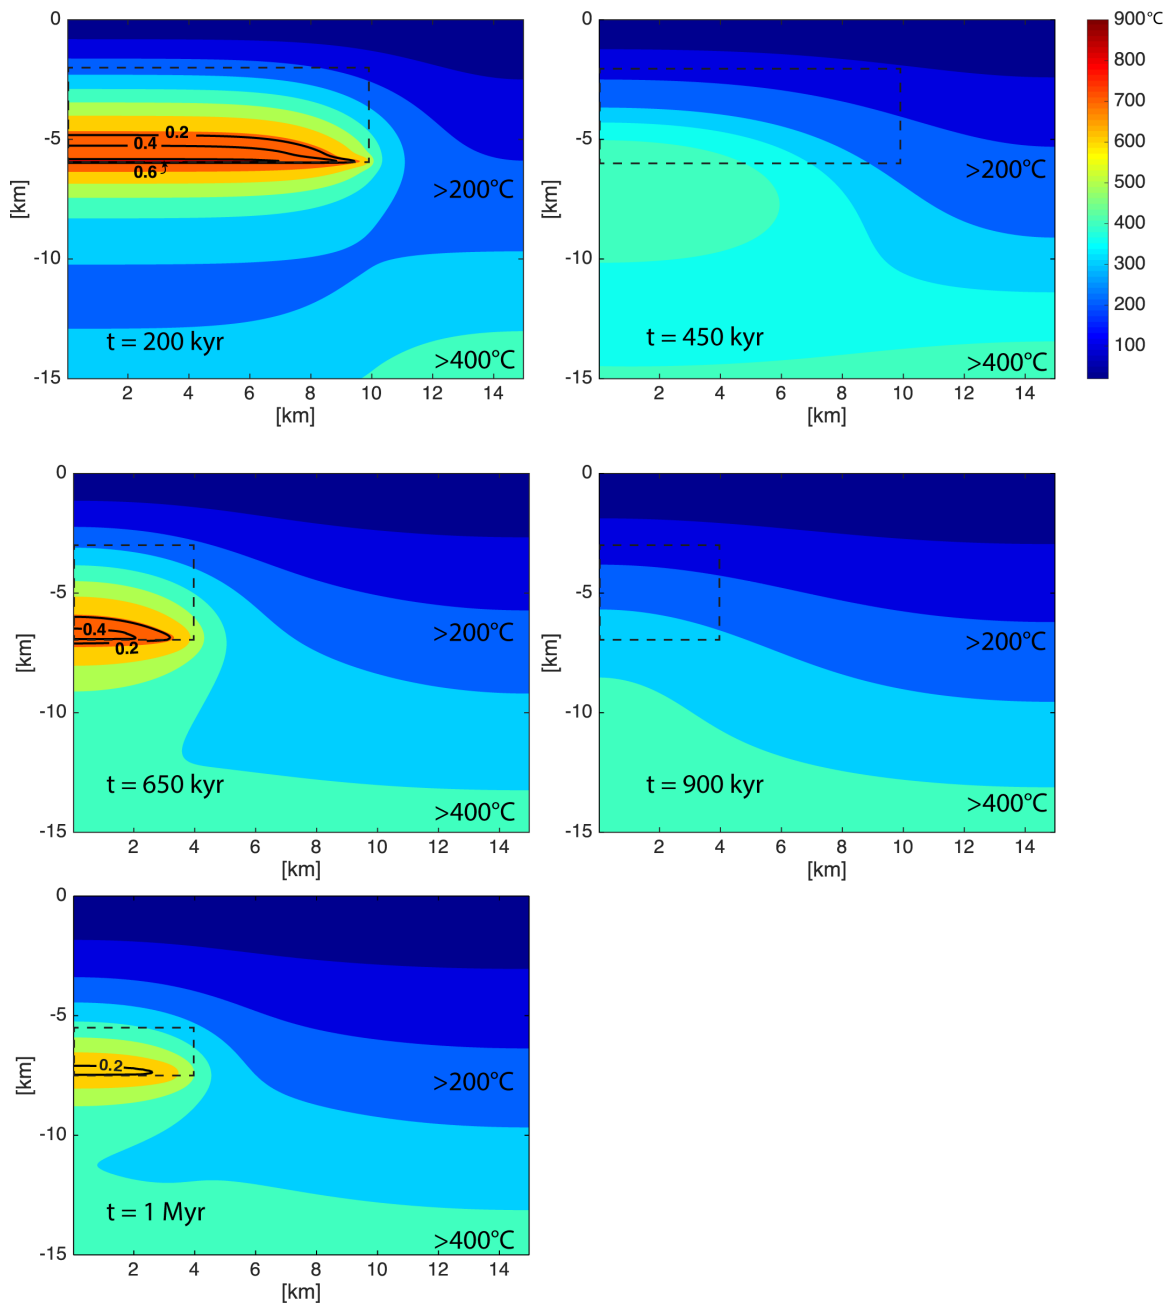 0
-5
-10
-15
[km]
0.2
0.4
0.6
>200°C
t = 200 kyr
>400°C
2
4
6
8
10
12
14
[km]
0
-5
-10
-15
[km]
>200°C
t = 450 kyr
>400°C
2
4
6
8
10
12
14
[km]
900°C
800
700
600
500
400
300
200
100
0
-5
-10
-15
[km]
0.4
0.2
>200°C
t = 650 kyr
>400°C
2
4
6
8
10
12
14
[km]
0
-5
-10
-15
[km]
>200°C
t = 900 kyr
>400°C
2
4
6
8
10
12
14
[km]
0
-5
-10
-15
[km]
0.2
>200°C
t = 1 Myr
>400°C
2
4
6
8
10
12
14
[km]